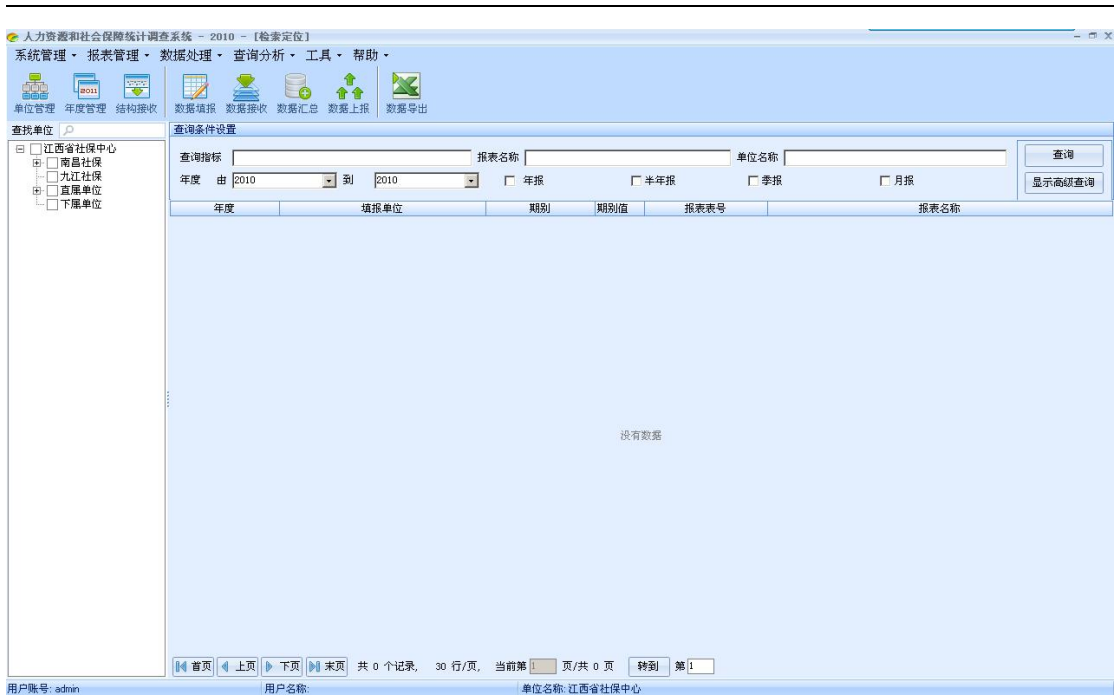 人力资源和社会保障统计调查系统 - 2010 - [检索定位]
系统管理 报表管理 数据处理 查询分析 工具 帮助
2011
单位管理 年度管理 结构接收 数据填报 数据接收 数据汇总 数据上报 数据导出
查找单位 查询条件设置
江西省社保中心
南昌社保
九江社保
直属单位
下属单位
查询指标 报表名称 单位名称 查询
年度 由 2010 到 2010 年报 半年报 季报 月报 显示高级查询
年度 填报单位 期别 期别值 报表表号 报表名称
没有数据
首页 上页 下页 末页 共 0 个记录, 30 行/页, 当前第 1 页/共 0 页 转到 第 1
用户账号: admin 用户名称: 单位名称: 江西省社保中心